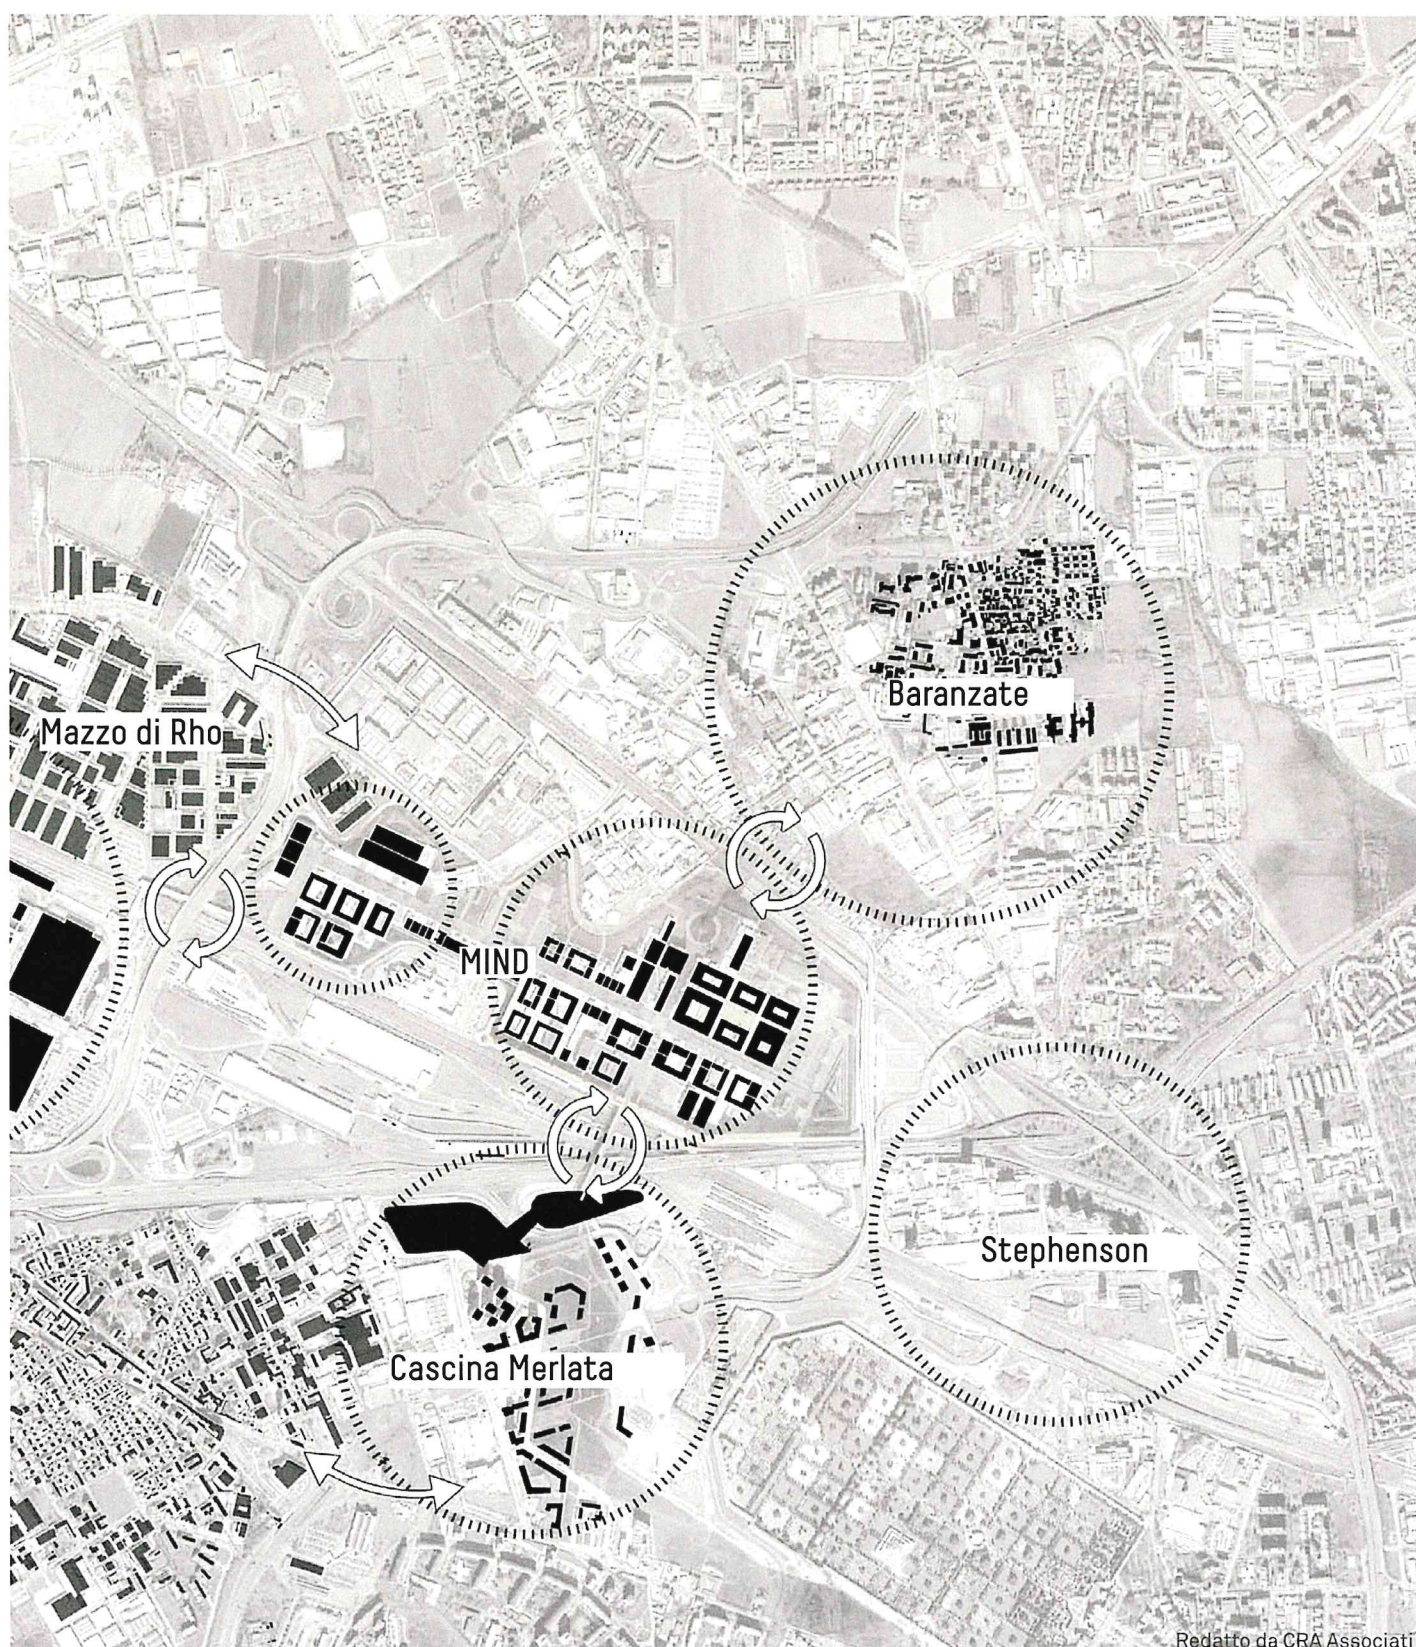 Baranzate
Mazzo di Rho
MIND
Stephenson
Cascina Merlata
Redatto da CRA Associati